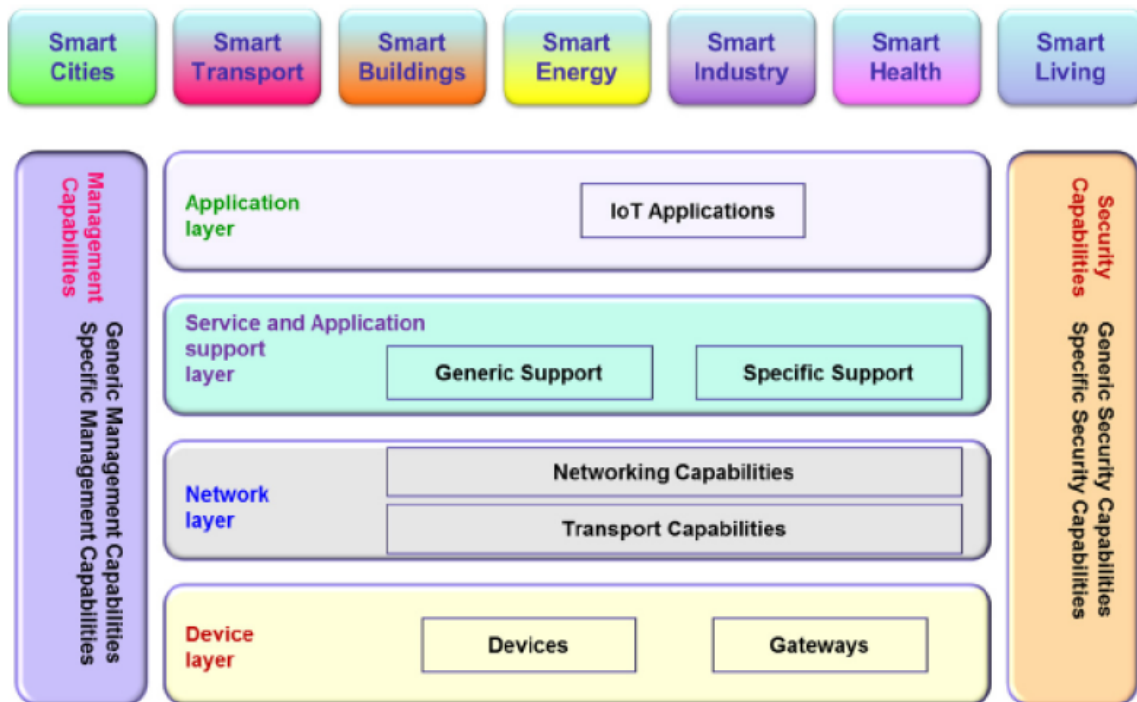 Smart
Cities
Smart
Transport
Smart
Buildings
Smart
Energy
Smart
Industry
Smart
Health
Smart
Living
Management
Capabilities
Generic Management Capabilities
Specific Management Capabilities
Application
layer
IoT Applications
Service and Application
support
layer
Generic Support
Specific Support
Network
layer
Networking Capabilities
Transport Capabilities
Device
layer
Devices
Gateways
Security
Capabilities
Generic Security Capabilities
Specific Security Capabilities